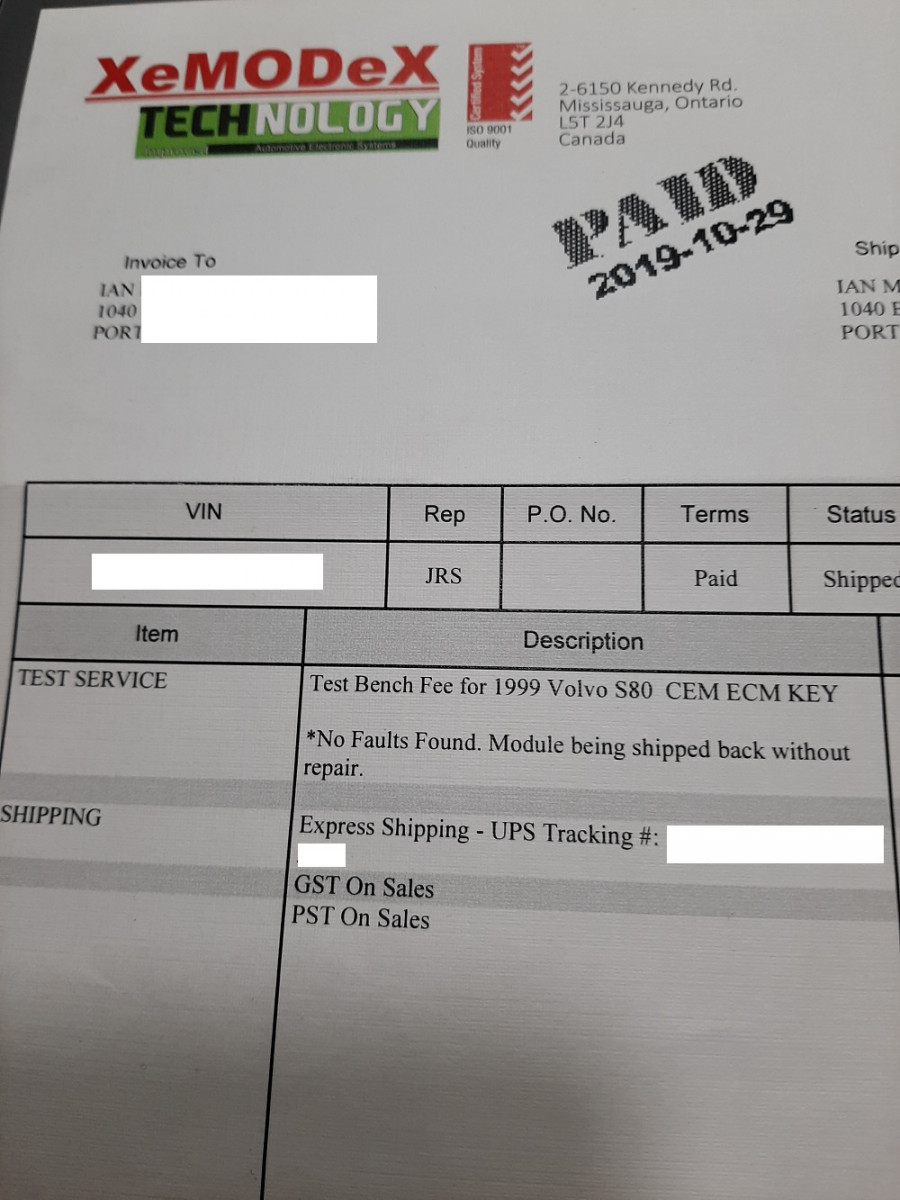 XeMODeX
TECHNOLOGY
Improved Automotive Electronic Systems
Certified System
ISO 9001
Quality
2-6150 Kennedy Rd.
Mississauga, Ontario
L5T 2J4
Canada
PAID
2019-10-29
Invoice To
IAN
1040
PORT
Ship
IAN M
1040 E
PORT
VIN Rep P.O. No. Terms Status
JRS Paid Shipped
Item Description
TEST SERVICE Test Bench Fee for 1999 Volvo S80 CEM ECM KEY
*No Faults Found. Module being shipped back without
repair.
SHIPPING Express Shipping - UPS Tracking #:
GST On Sales
PST On Sales